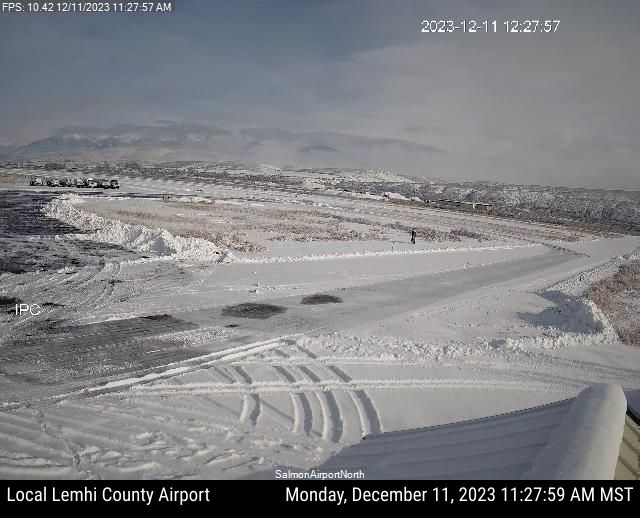 FPS: 10.42 12/11/2023 11:27:57 AM
2023-12-11 12:27:57
IPC
SalmonAirportNorth
Local Lemhi County Airport Monday, December 11, 2023 11:27:59 AM MST